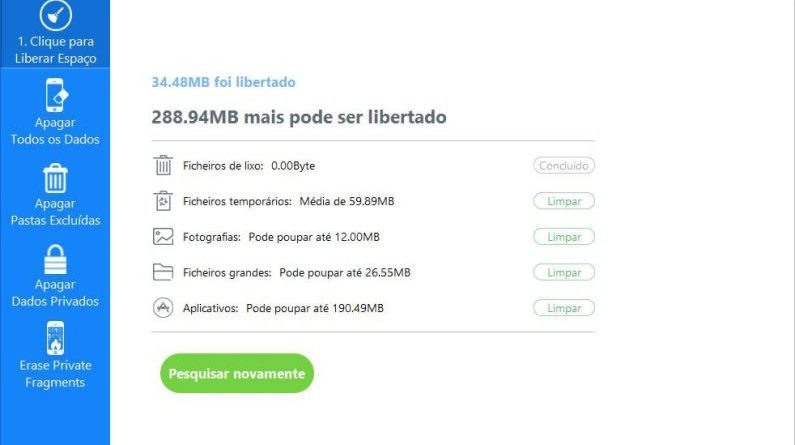 1. Clique para
Liberar Espaço
Apagar
Todos os Dados
Apagar
Pastas Excluídas
Apagar
Dados Privados
Erase Private
Fragments
34.48MB foi libertado
288.94MB mais pode ser libertado
Ficheiros de lixo: 0.00Byte Concluído
Ficheiros temporários: Média de 59.89MB Limpar
Fotografias: Pode poupar até 12.00MB Limpar
Ficheiros grandes: Pode poupar até 26.55MB Limpar
Aplicativos: Pode poupar até 190.49MB Limpar
Pesquisar novamente